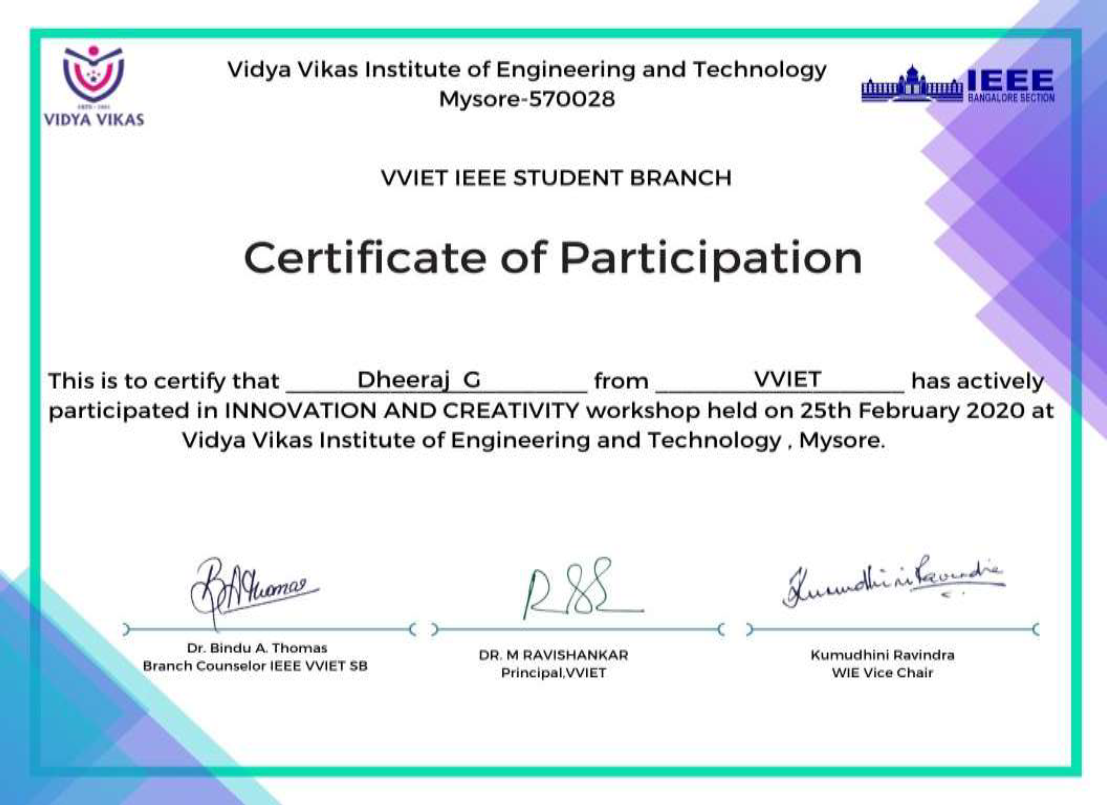 Vidya Vikas Institute of Engineering and Technology
Mysore-570028
VIDYA VIKAS
IEEE
BANGALORE SECTION
VVIET IEEE STUDENT BRANCH
Certificate of Participation
This is to certify that Dheeraj G from VVIET has actively
participated in INNOVATION AND CREATIVITY workshop held on 25th February 2020 at
Vidya Vikas Institute of Engineering and Technology , Mysore.
BAThomas
Kumudhini Ravindra
Dr. Bindu A. Thomas
Branch Counselor IEEE VVIET SB
DR. M RAVISHANKAR
Principal,VVIET
Kumudhini Ravindra
WIE Vice Chair